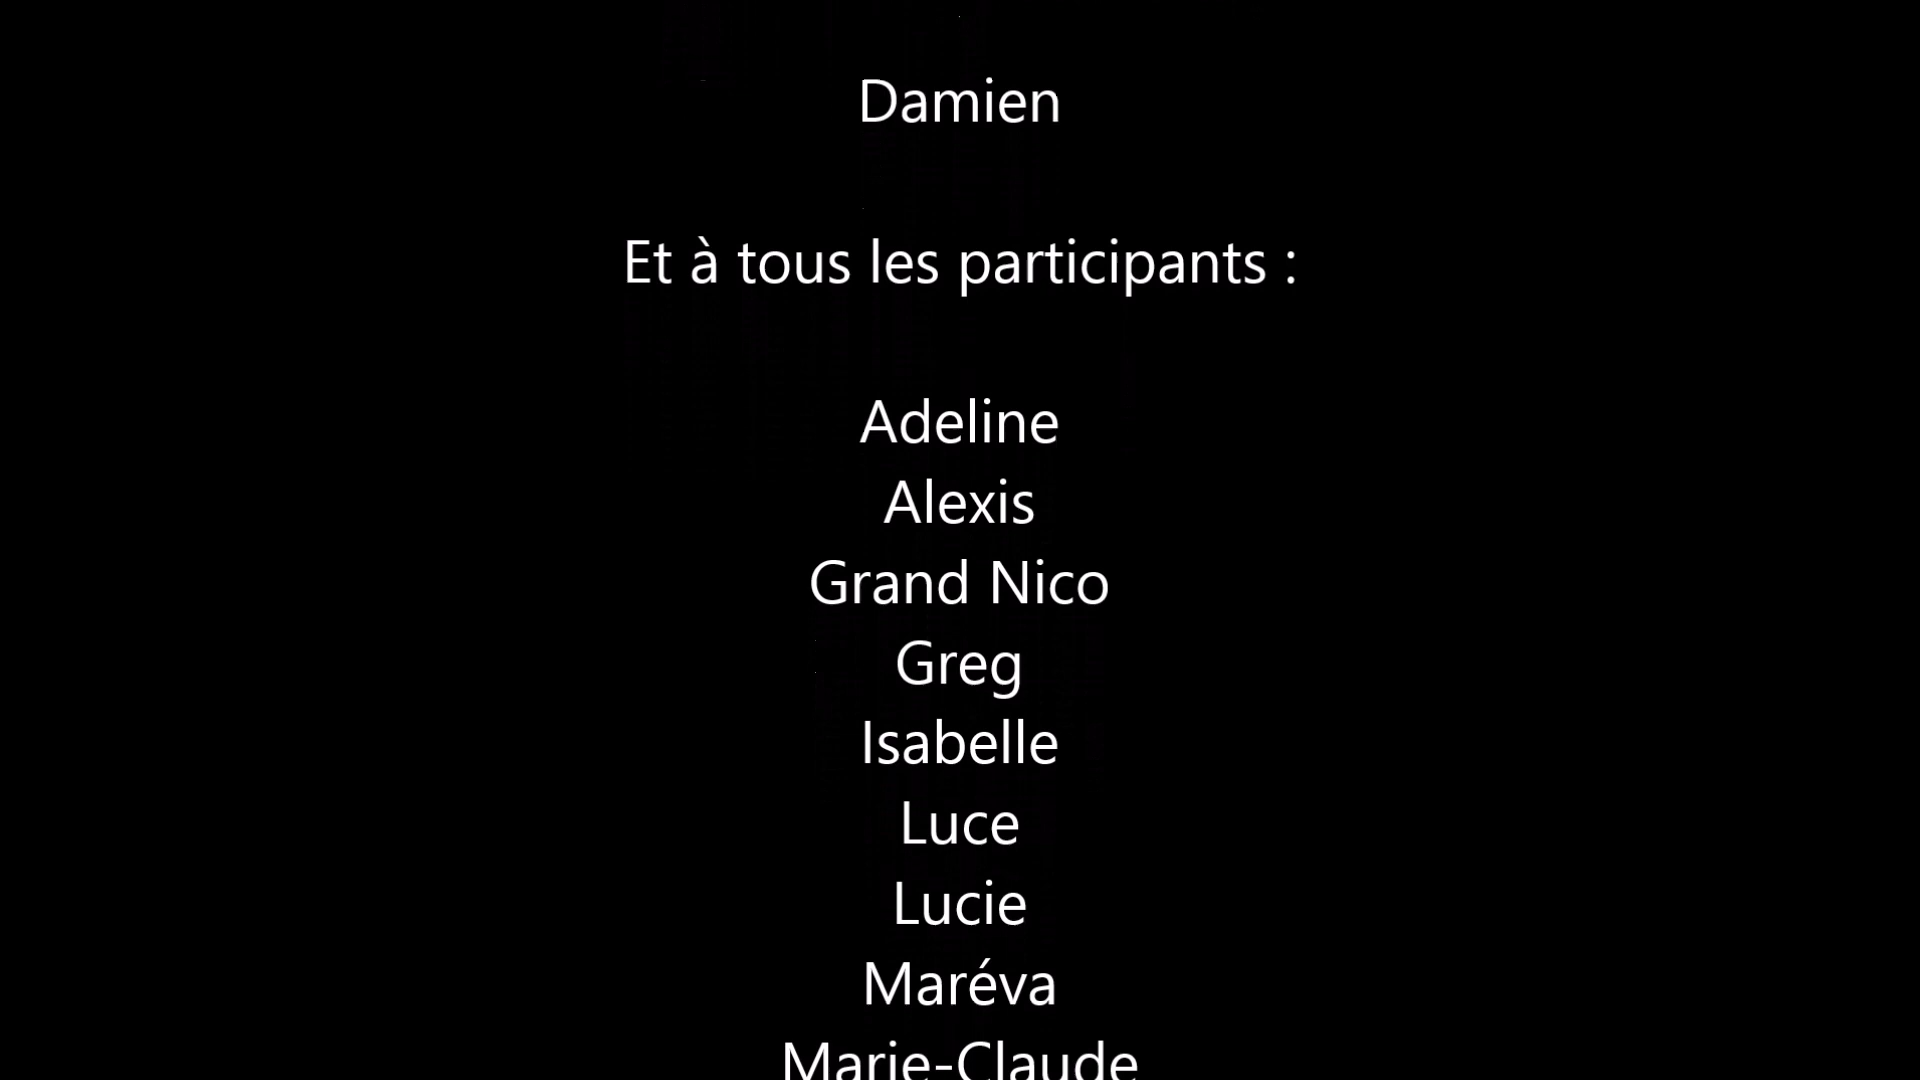 Damien
Et à tous les participants :
Adeline
Alexis
Grand Nico
Greg
Isabelle
Luce
Lucie
Maréva
Marie-Claude